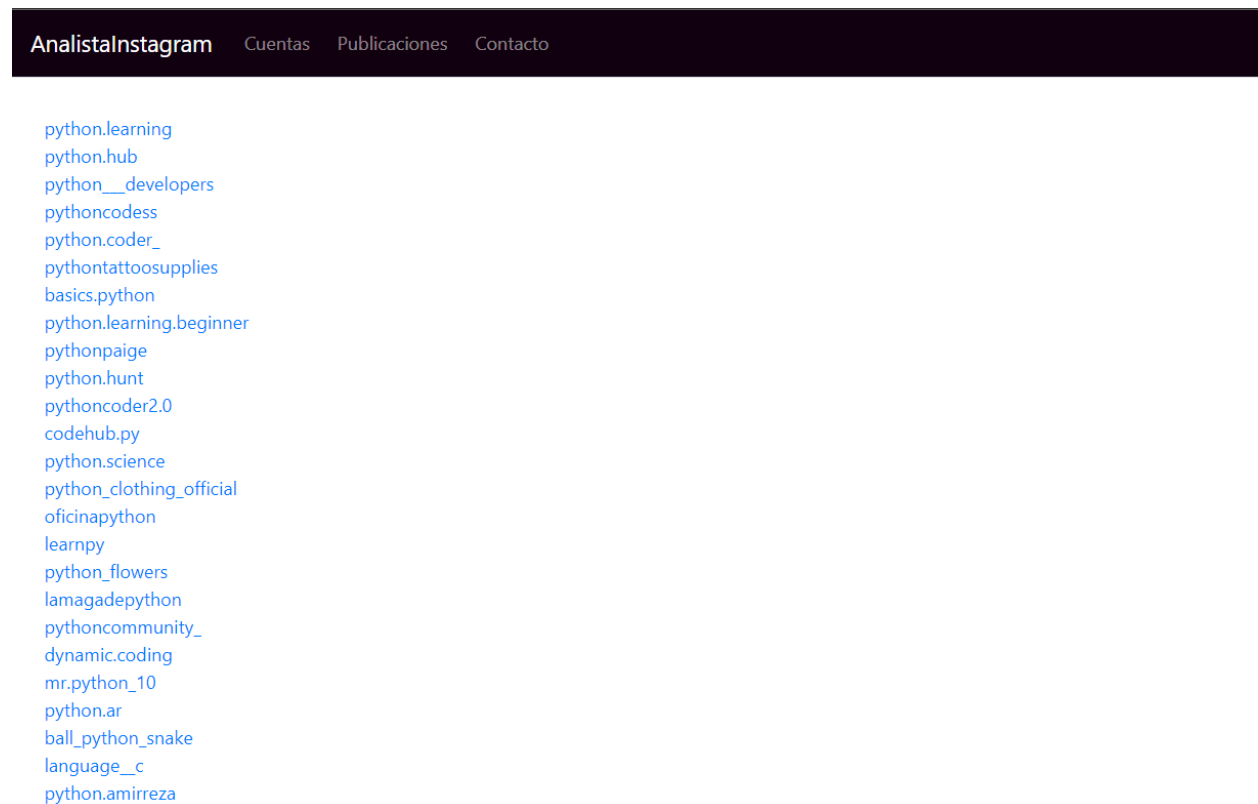 AnalistaInstagram Cuentas Publicaciones Contacto
python.learning
python.hub
python___developers
pythoncodess
python.coder_
pythontattoosupplies
basics.python
python.learning.beginner
pythonpaige
python.hunt
pythoncoder2.0
codehub.py
python.science
python_clothing_official
oficinapython
learnpy
python_flowers
lamagadepython
pythoncommunity_
dynamic.coding
mr.python_10
python.ar
ball_python_snake
language__c
python.amirreza